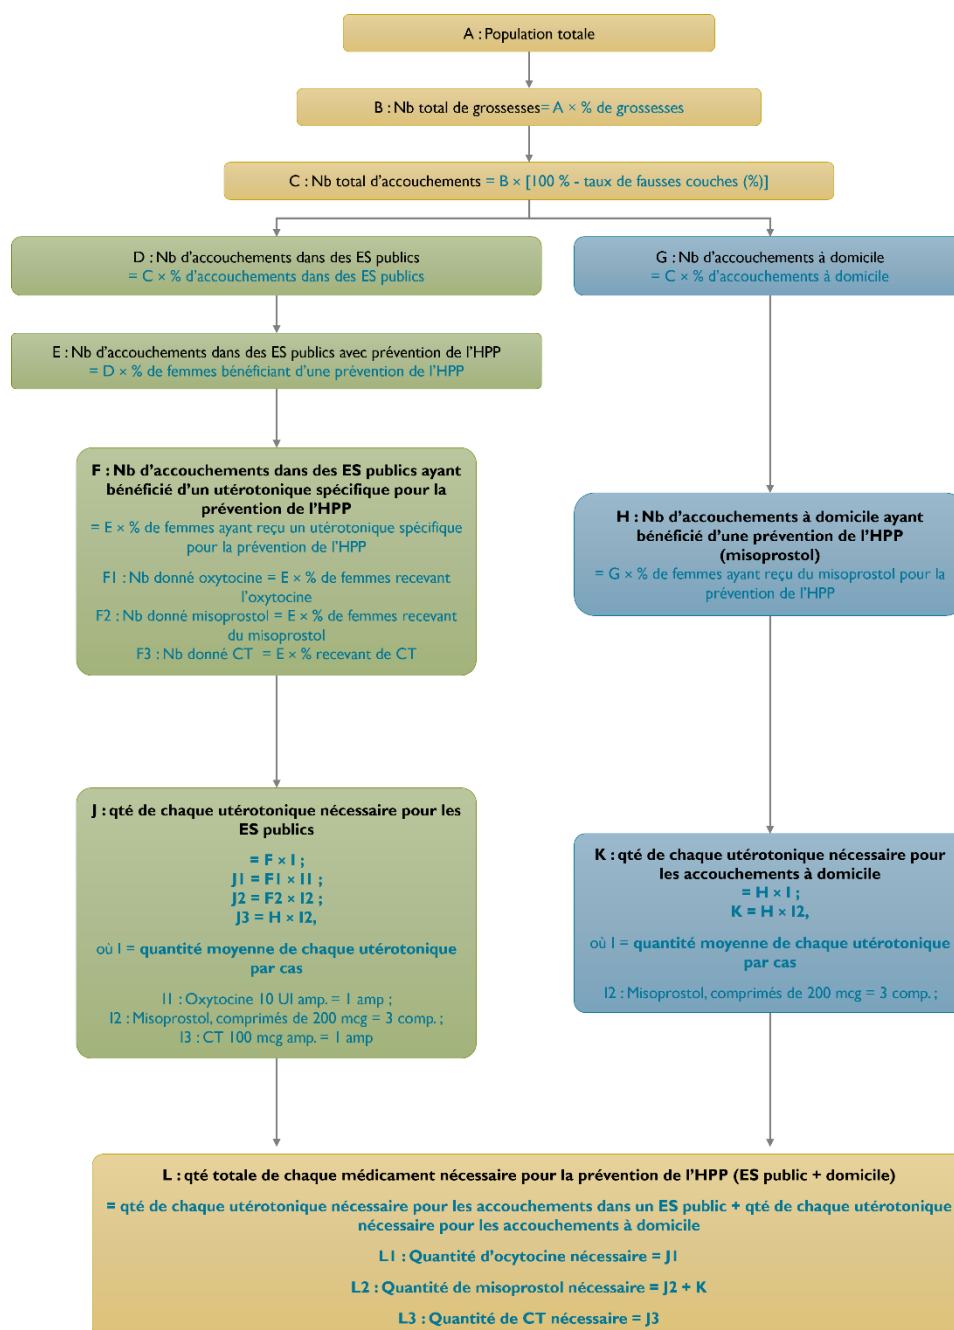 A : Population totale
B : Nb total de grossesses= A × % de grossesses
C : Nb total d'accouchements = B × [100 % - taux de fausses couches (%)]
D : Nb d'accouchements dans des ES publics
= C × % d'accouchements dans des ES publics
G : Nb d'accouchements à domicile
= C × % d'accouchements à domicile
E : Nb d'accouchements dans des ES publics avec prévention de l'HPP
= D × % de femmes bénéficiant d'une prévention de l'HPP
F : Nb d'accouchements dans des ES publics ayant
bénéficié d'un utérotonique spécifique pour la
prévention de l'HPP
= E × % de femmes ayant reçu un utérotonique spécifique
pour la prévention de l'HPP
F1 : Nb donné oxytocine = E × % de femmes recevant
l'oxytocine
F2 : Nb donné misoprostol = E × % de femmes recevant
du misoprostol
F3 : Nb donné CT = E × % recevant de CT
H : Nb d'accouchements à domicile ayant
bénéficié d'une prévention de l'HPP
(misoprostol)
= G × % de femmes ayant reçu du misoprostol pour la
prévention de l'HPP
J : qté de chaque utérotonique nécessaire pour les
ES publics
= F × I ;
J1 = F1 × I1 ;
J2 = F2 × I2 ;
J3 = H × I2,
où I = quantité moyenne de chaque utérotonique
par cas
I1 : Oxytocine 10 UI amp. = 1 amp ;
I2 : Misoprostol, comprimés de 200 mcg = 3 comp. ;
I3 : CT 100 mcg amp. = 1 amp
K : qté de chaque utérotonique nécessaire pour
les accouchements à domicile
= H × I ;
K = H × I2,
où I = quantité moyenne de chaque utérotonique
par cas
I2 : Misoprostol, comprimés de 200 mcg = 3 comp. ;
L : qté totale de chaque médicament nécessaire pour la prévention de l'HPP (ES public + domicile)
= qté de chaque utérotonique nécessaire pour les accouchements dans un ES public + qté de chaque utérotonique
nécessaire pour les accouchements à domicile
L1 : Quantité d'ocytocine nécessaire = J1
L2 : Quantité de misoprostol nécessaire = J2 + K
L3 : Quantité de CT nécessaire = J3